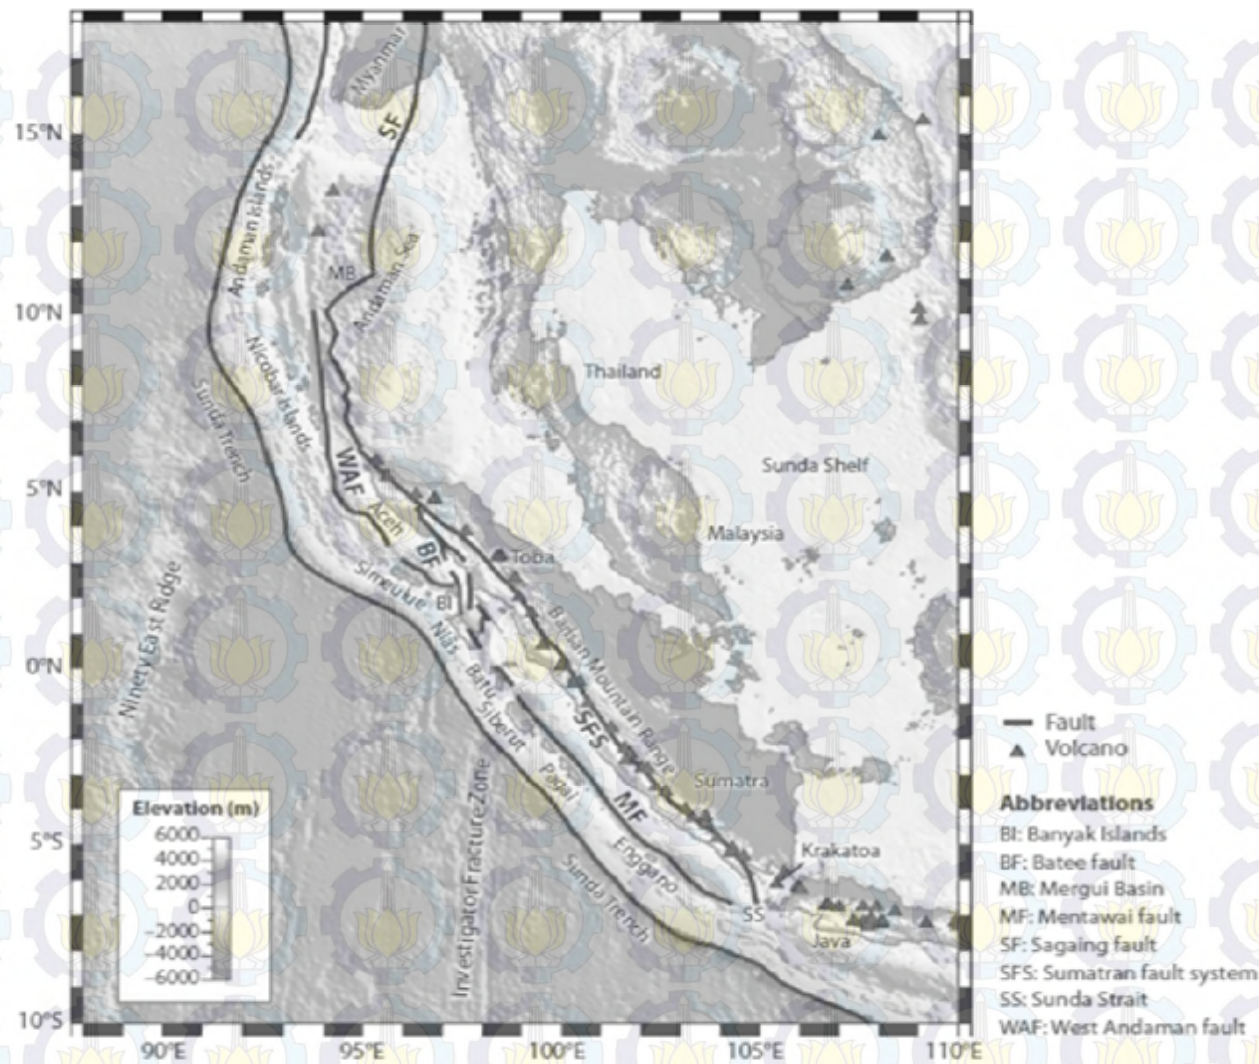 Myanmar
15°N
SF
Andaman Islands
MB
Andaman Sea
10°N
Nicobar Islands
Thailand
Sunda Trench
WAF
Sunda Shelf
5°N
Aceh
Malaysia
BF
Toba
Simeulue
BI
Ninety East Ridge
Nias
Barisan Mountain Range
0°N
Batu
Siberut
SFS
Fault
Volcano
Pagai
Sumatra
Investigator Fracture Zone
MF
Elevation (m)
6000
4000
2000
0
−2000
−4000
−6000
5°S
Krakatoa
Enggano
Sunda Trench
SS
Java
Abbreviations
BI: Banyak Islands
BF: Batee fault
MB: Mergui Basin
MF: Mentawai fault
SF: Sagaing fault
SFS: Sumatran fault system
SS: Sunda Strait
WAF: West Andaman fault
10°S
90°E
95°E
100°E
105°E
110°E